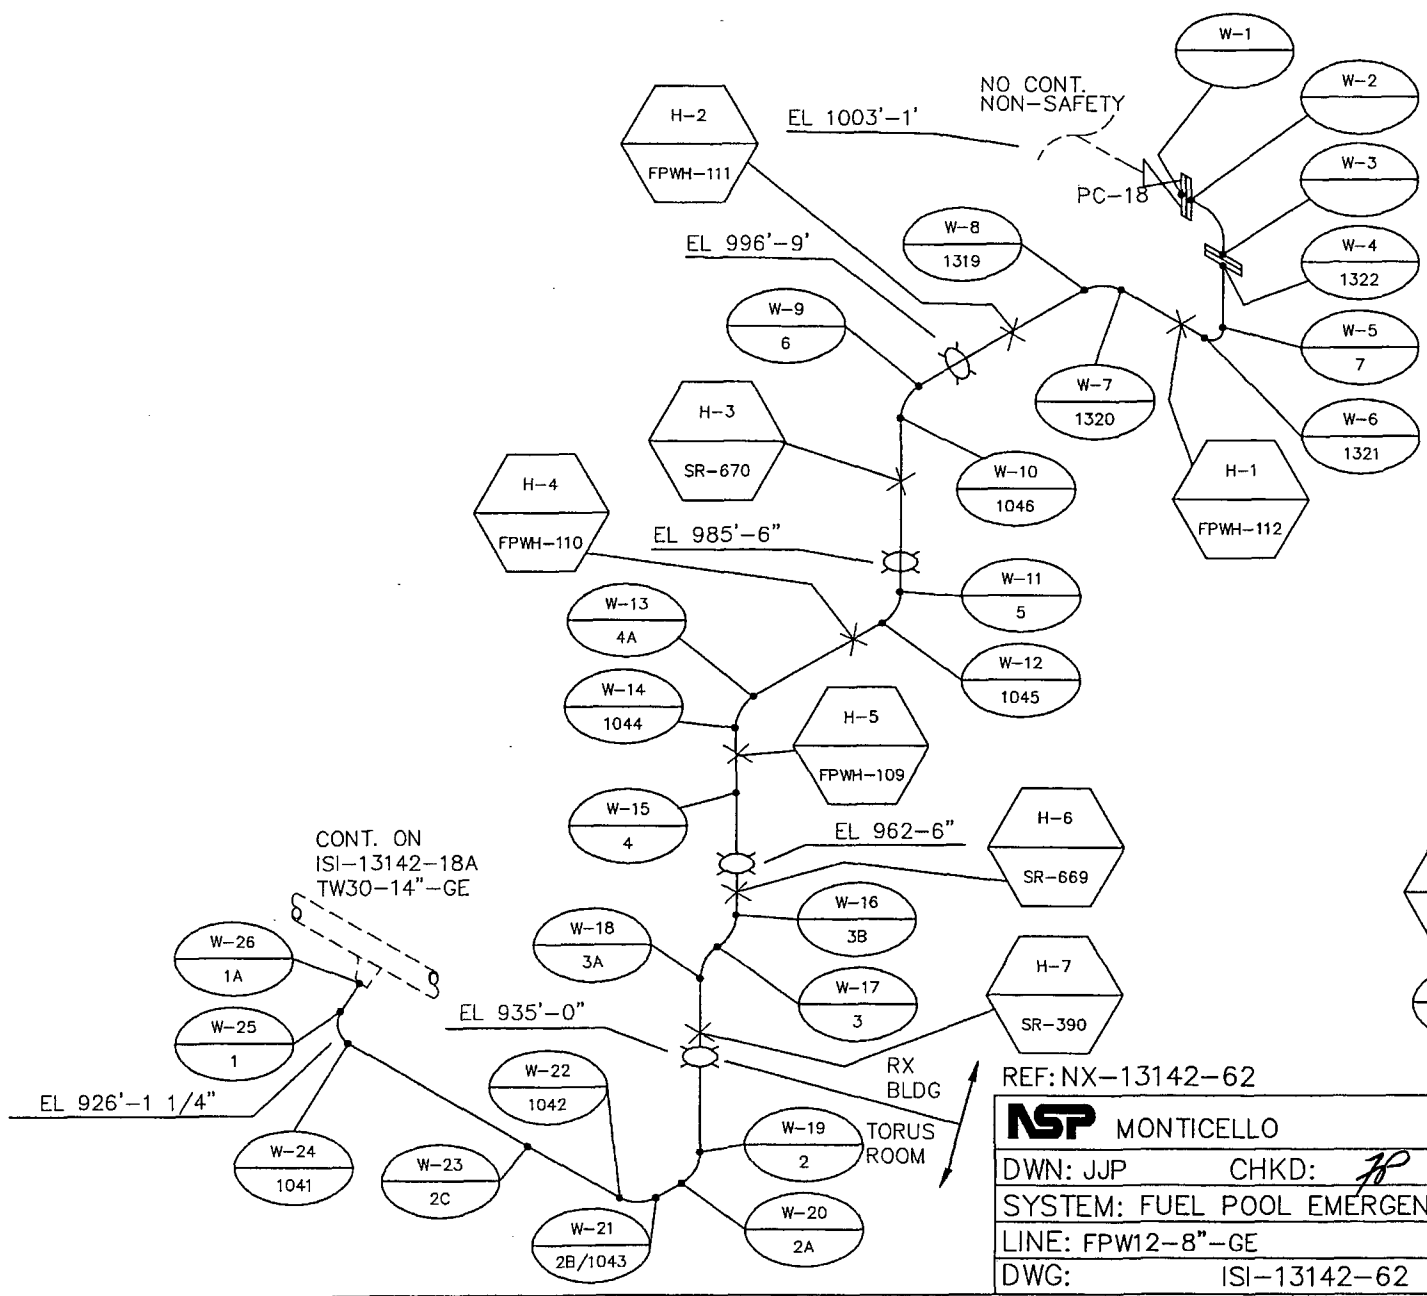 W-1
W-2
NO CONT.
NON-SAFETY
H-2
FPWH-111
EL 1003'-1'
W-3
PC-18
W-4
1322
EL 996'-9'
W-8
1319
W-9
6
W-5
7
W-7
1320
W-6
1321
H-3
SR-670
W-10
1046
H-1
FPWH-112
H-4
FPWH-110
EL 985'-6"
W-11
5
W-13
4A
W-12
1045
W-14
1044
H-5
FPWH-109
W-15
4
EL 962-6"
H-6
SR-669
CONT. ON
ISI-13142-18A
TW30-14"-GE
W-16
3B
W-18
3A
W-26
1A
W-17
3
H-7
SR-390
EL 935'-0"
W-25
1
RX
BLDG
W-22
1042
EL 926'-1 1/4"
TORUS
ROOM
W-19
2
W-24
1041
W-23
2C
W-20
2A
W-21
2B/1043
REF: NX-13142-62
NSP MONTICELLO
DWN: JJP CHKD:
SYSTEM: FUEL POOL EMERGEN
LINE: FPW12-8"-GE
DWG: ISI-13142-62